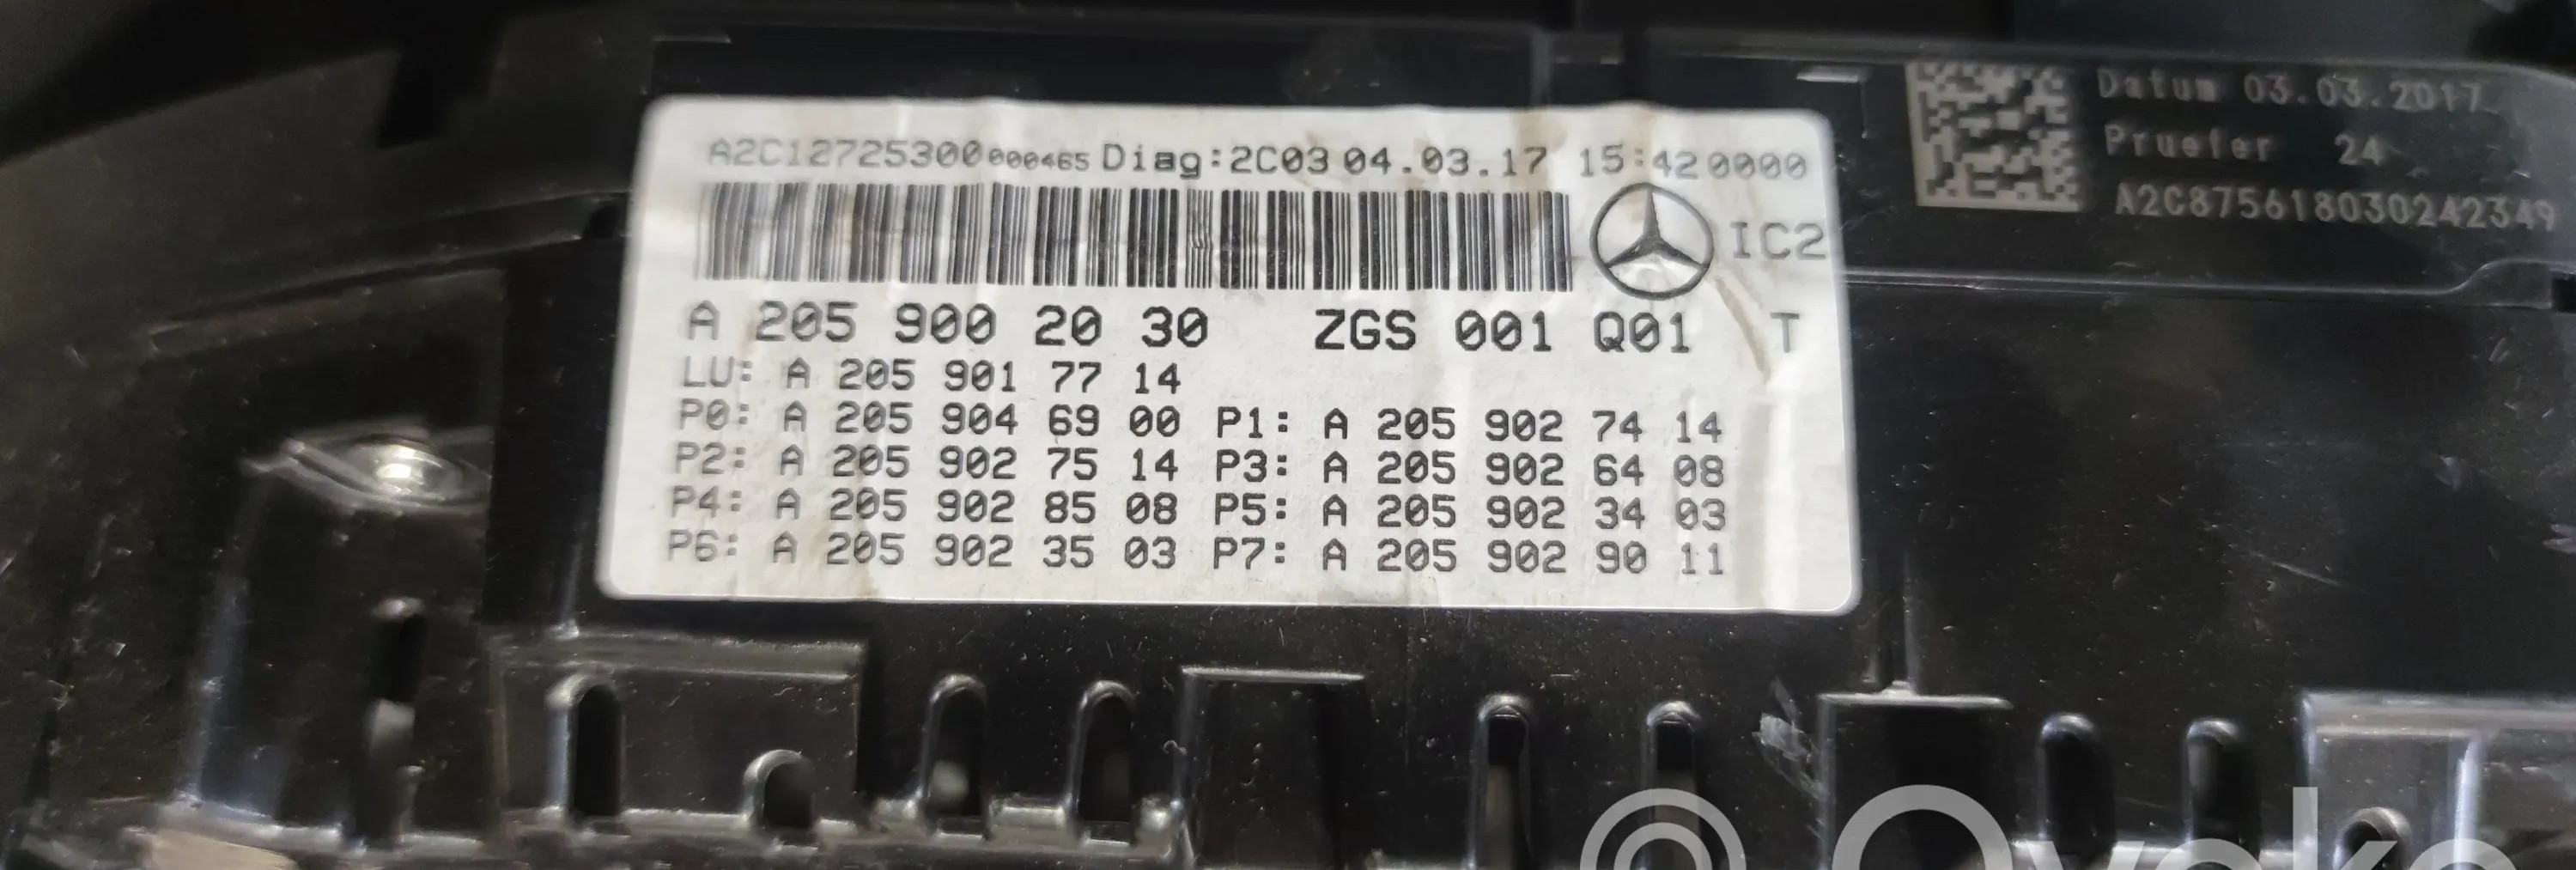 A2C12725300 000465 Diag:2C03 04.03.17 15:42 0000
IC2
A 205 900 20 30 ZGS 001 Q01 T
LU: A 205 901 77 14
P0: A 205 904 69 00 P1: A 205 902 74 14
P2: A 205 902 75 14 P3: A 205 902 64 08
P4: A 205 902 85 08 P5: A 205 902 34 03
P6: A 205 902 35 03 P7: A 205 902 90 11
Datum 03.03.2017
Pruefer 24
A2C875618030242349
© Ovoko